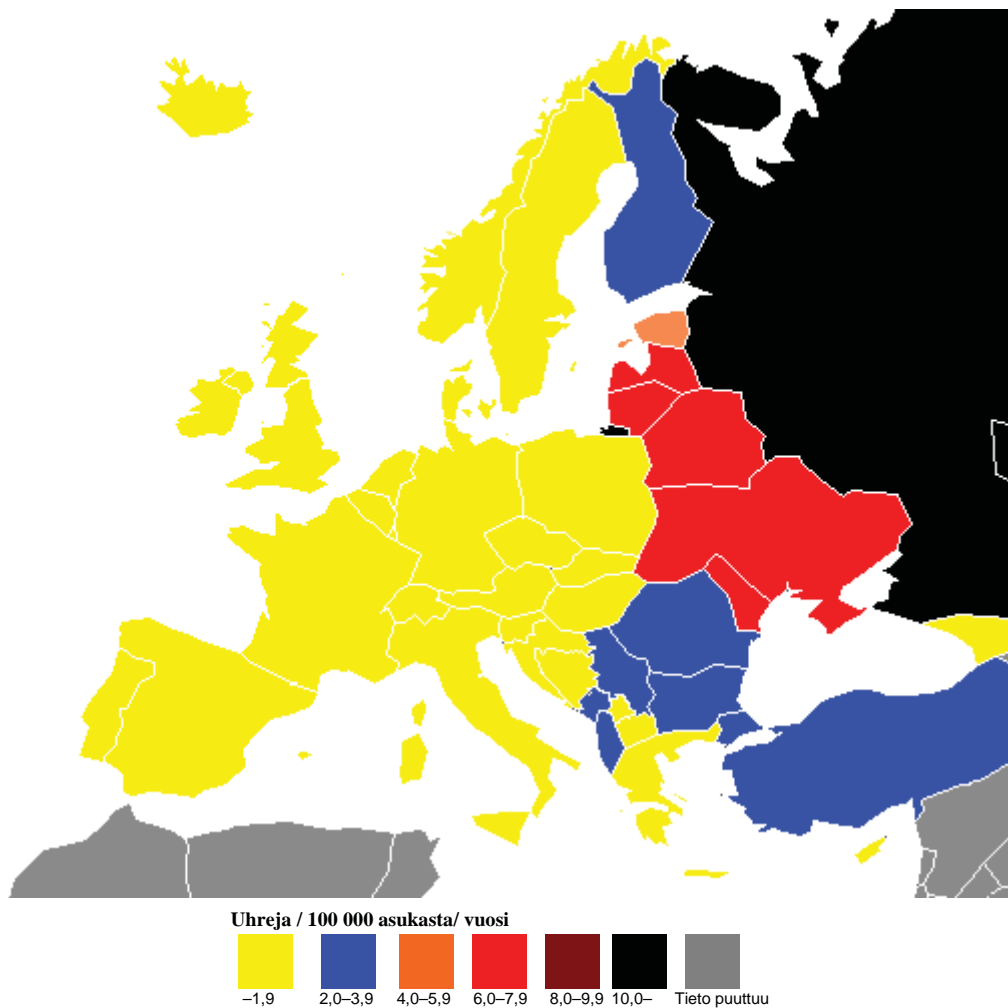 Uhreja / 100 000 asukasta/ vuosi
–1,9 2,0–3,9 4,0–5,9 6,0–7,9 8,0–9,9 10,0– Tieto puuttuu